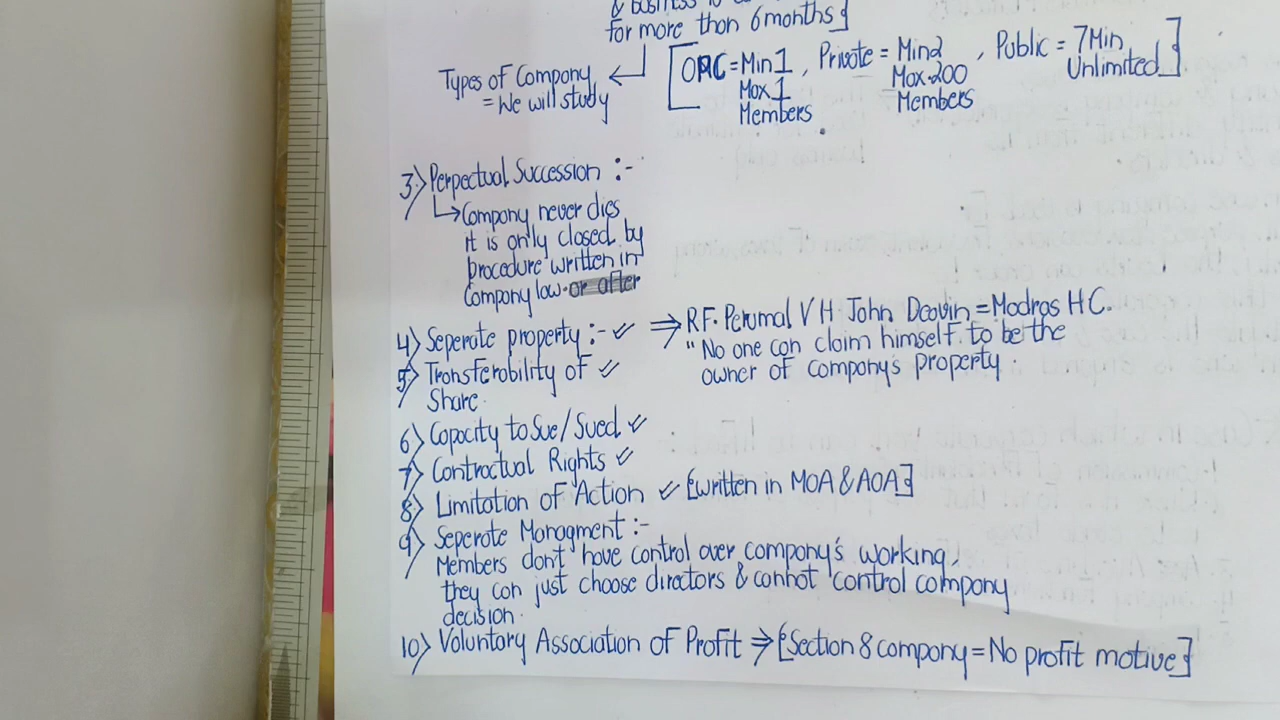 & business is
for more than 6 months]
Types of Company
= We will study
[OPC = Min 1 , Private = Min 2 , Public = 7 Min
Max 1 Max 200 Unlimited]
Members Members
3) Perpectual Succession :-
Company never dies
it is only closed by
procedure written in
Company law.
4) Seperate property :- ⇒ R.F. Perumal V H. John Deavin = Madras H.C.
"No one can claim himself to be the
owner of company's property.
5) Transferability of
Share.
6) Capacity to Sue/Sued
7) Contractual Rights
8) Limitation of Action [written in MOA & AOA]
9) Seperate Managment :-
Members don't have control over company's working,
they can just choose directors & connot control company
decision.
10) Voluntary Association of Profit ⇒ [Section 8 company = No profit motive]